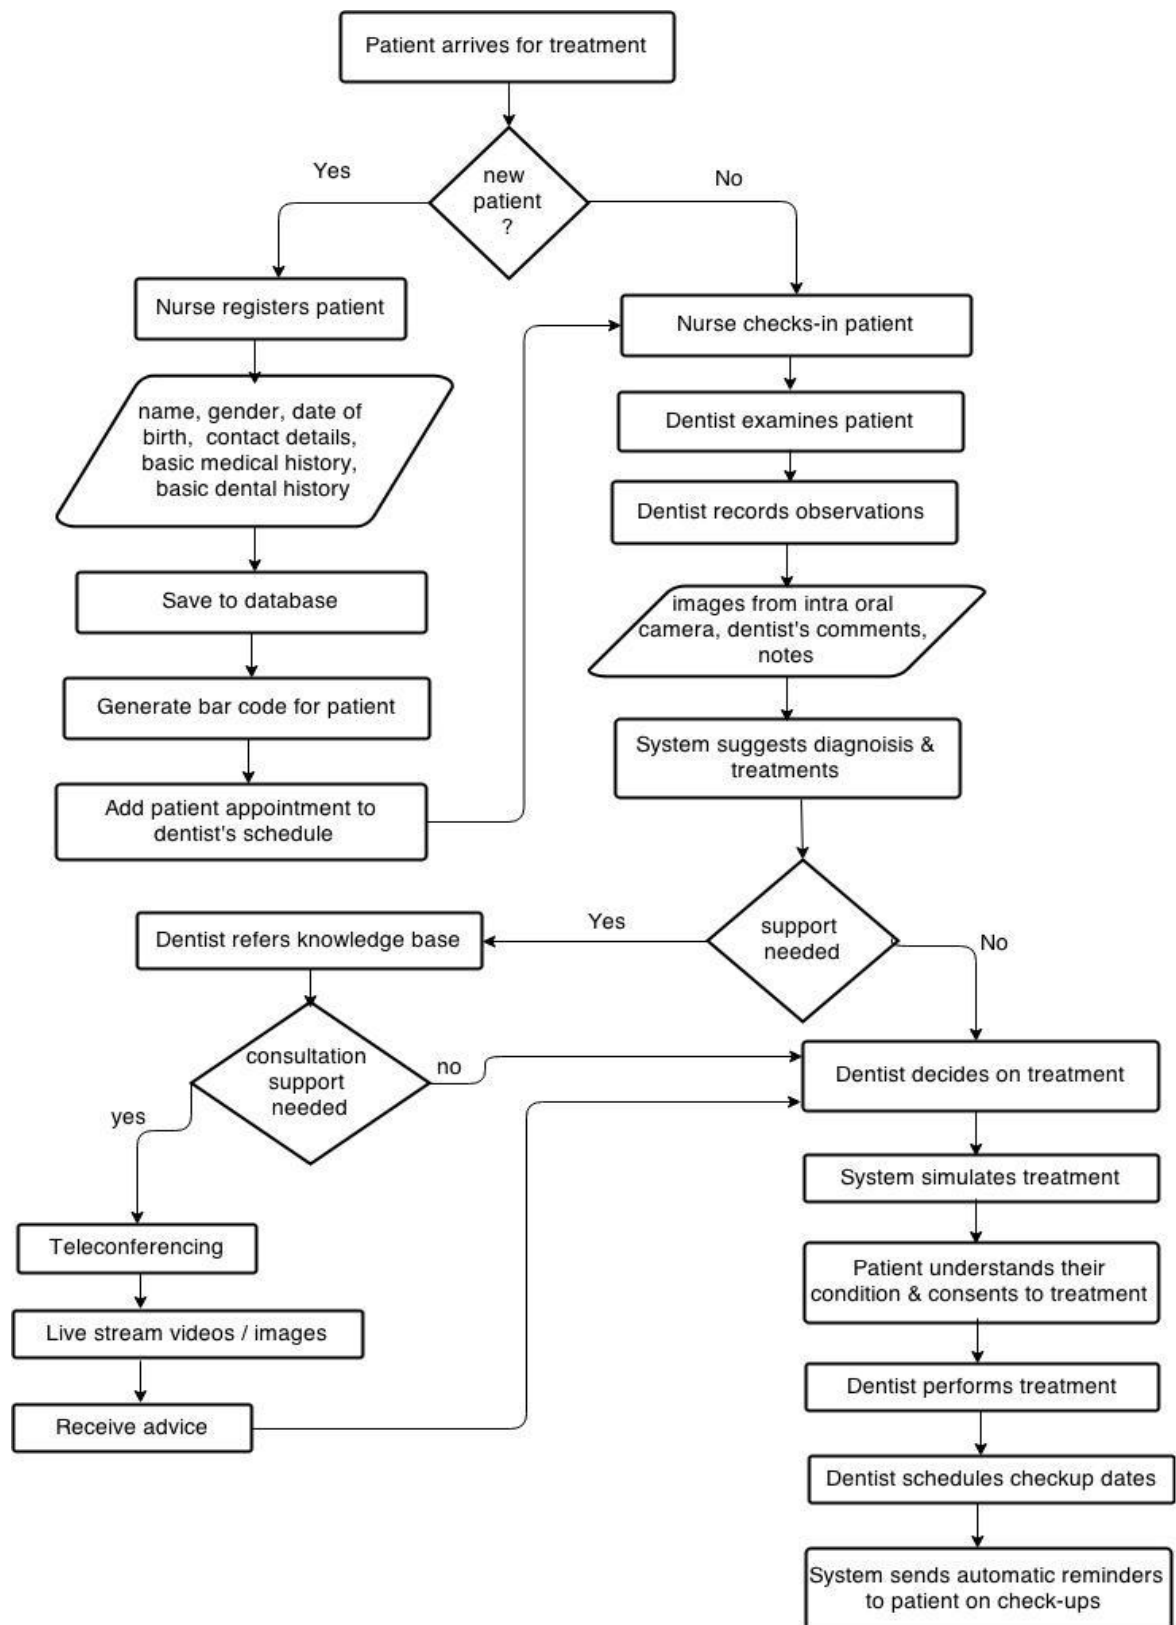 Patient arrives for treatment
new
patient
?
Yes
No
Nurse registers patient
name, gender, date of
birth, contact details,
basic medical history,
basic dental history
Save to database
Generate bar code for patient
Add patient appointment to
dentist's schedule
Nurse checks-in patient
Dentist examines patient
Dentist records observations
images from intra oral
camera, dentist's comments,
notes
System suggests diagnoisis &
treatments
support
needed
Yes
No
Dentist refers knowledge base
consultation
support
needed
no
yes
Teleconferencing
Live stream videos / images
Receive advice
Dentist decides on treatment
System simulates treatment
Patient understands their
condition & consents to treatment
Dentist performs treatment
Dentist schedules checkup dates
System sends automatic reminders
to patient on check-ups